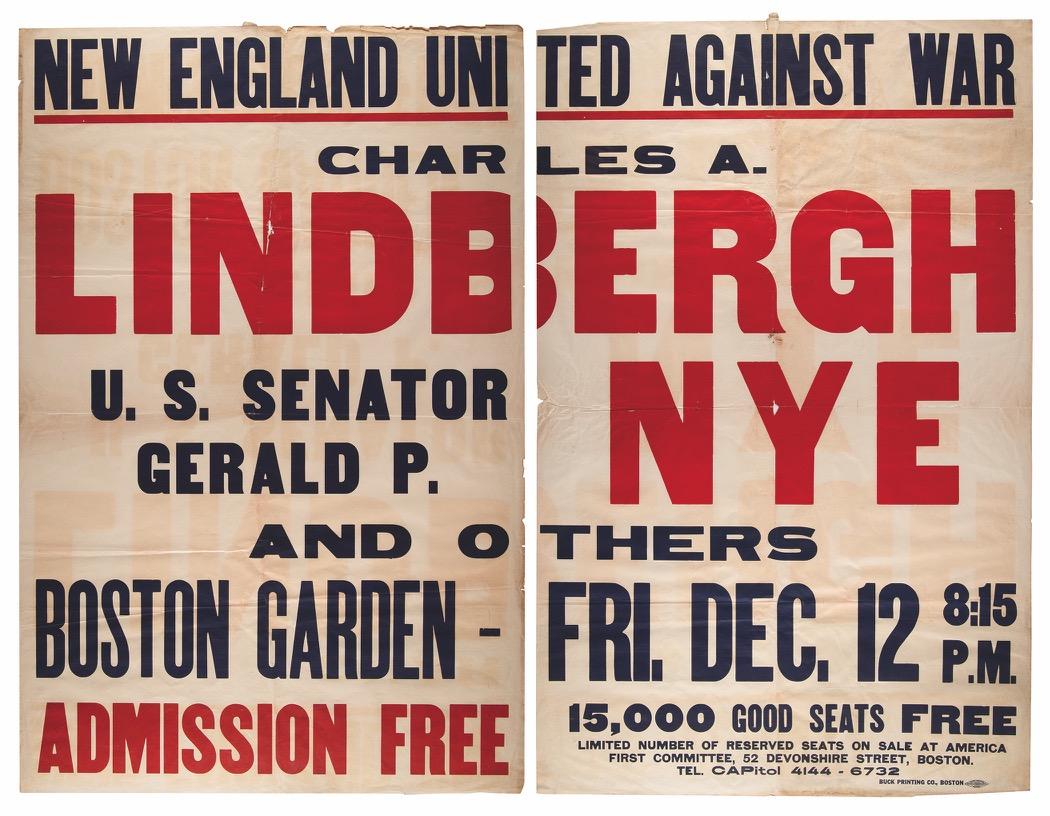 NEW ENGLAND UNITED AGAINST WAR
CHARLES A.
LINDBERGH
U. S. SENATOR
GERALD P.
NYE
AND OTHERS
BOSTON GARDEN - FRI. DEC. 12 8:15 P.M.
ADMISSION FREE
15,000 GOOD SEATS FREE
LIMITED NUMBER OF RESERVED SEATS ON SALE AT AMERICA
FIRST COMMITTEE, 52 DEVONSHIRE STREET, BOSTON.
TEL. CAPitol 4144 - 6732
BUCK PRINTING CO., BOSTON